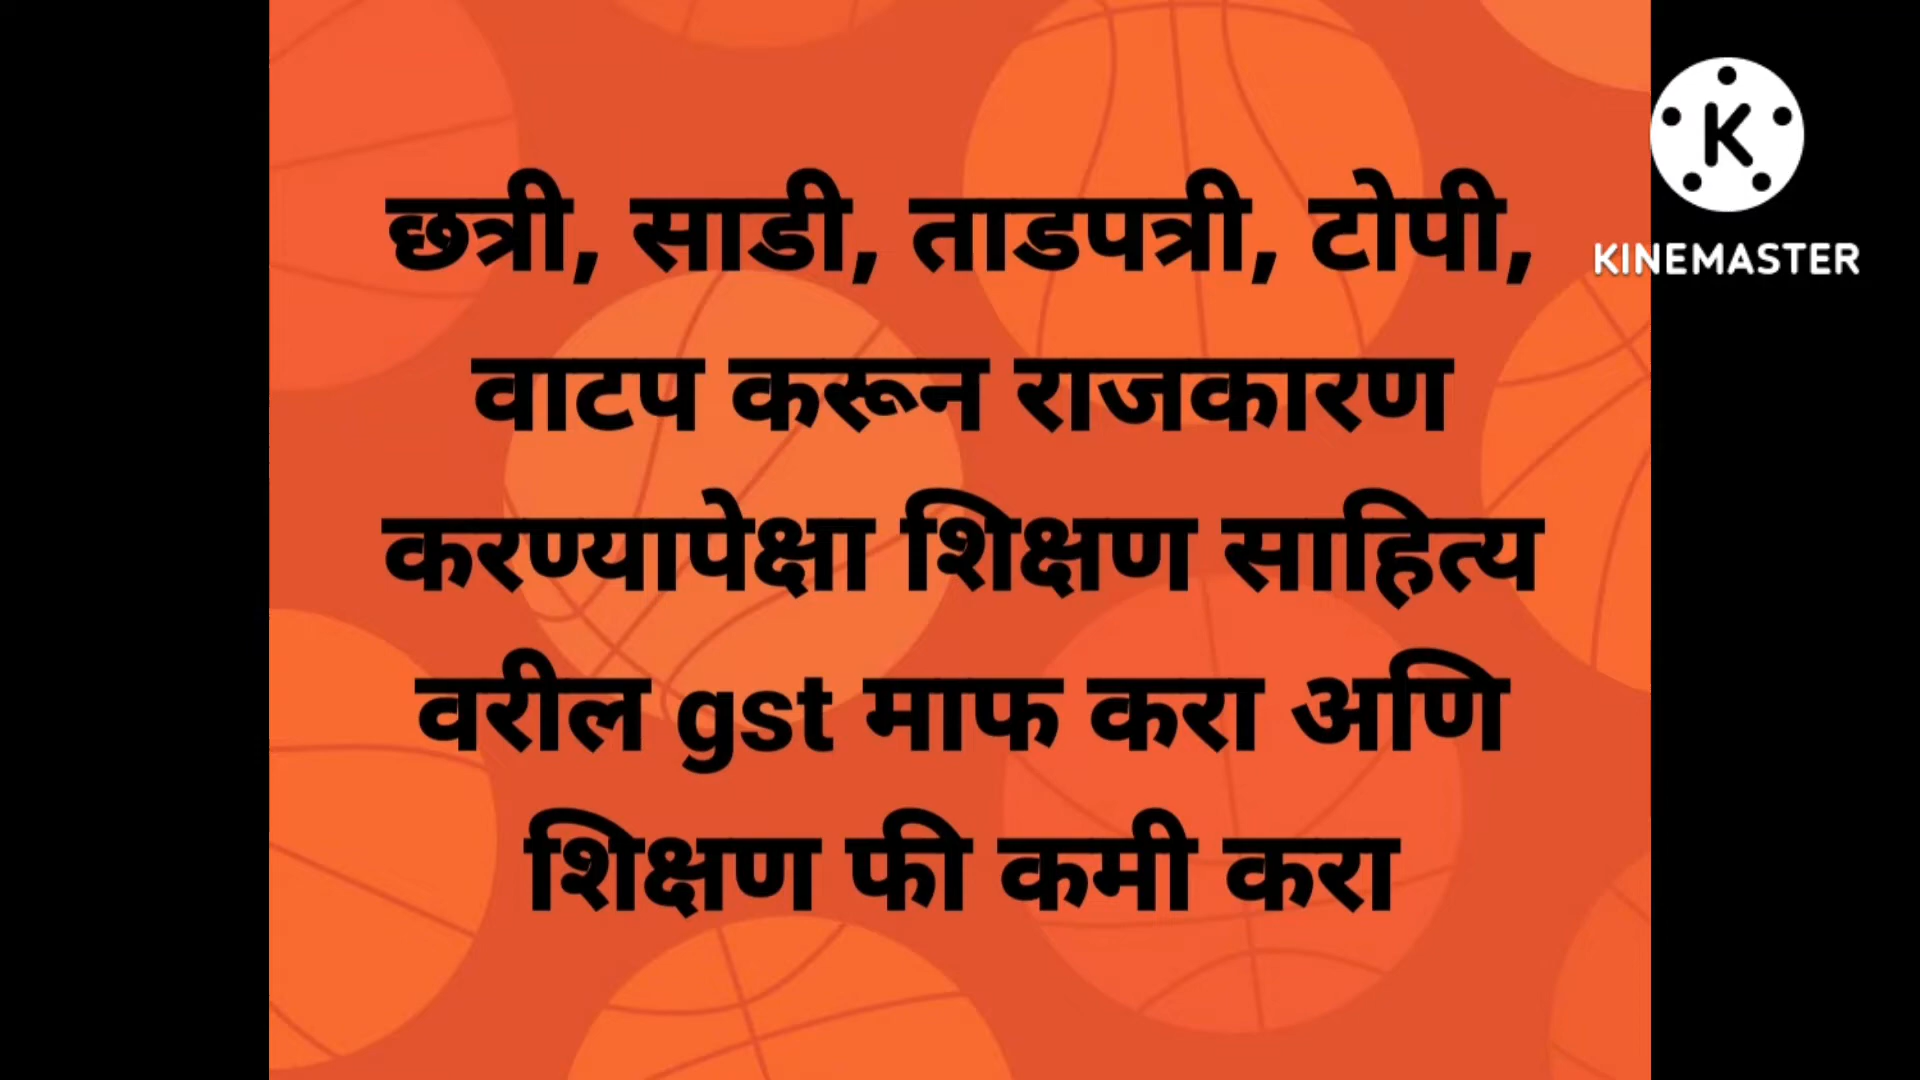 छत्री, साडी, ताडपत्री, टोपी,
वाटप करून राजकारण
करण्यापेक्षा शिक्षण साहित्य
वरील gst माफ करा अणि
शिक्षण फी कमी करा
K
KINEMASTER